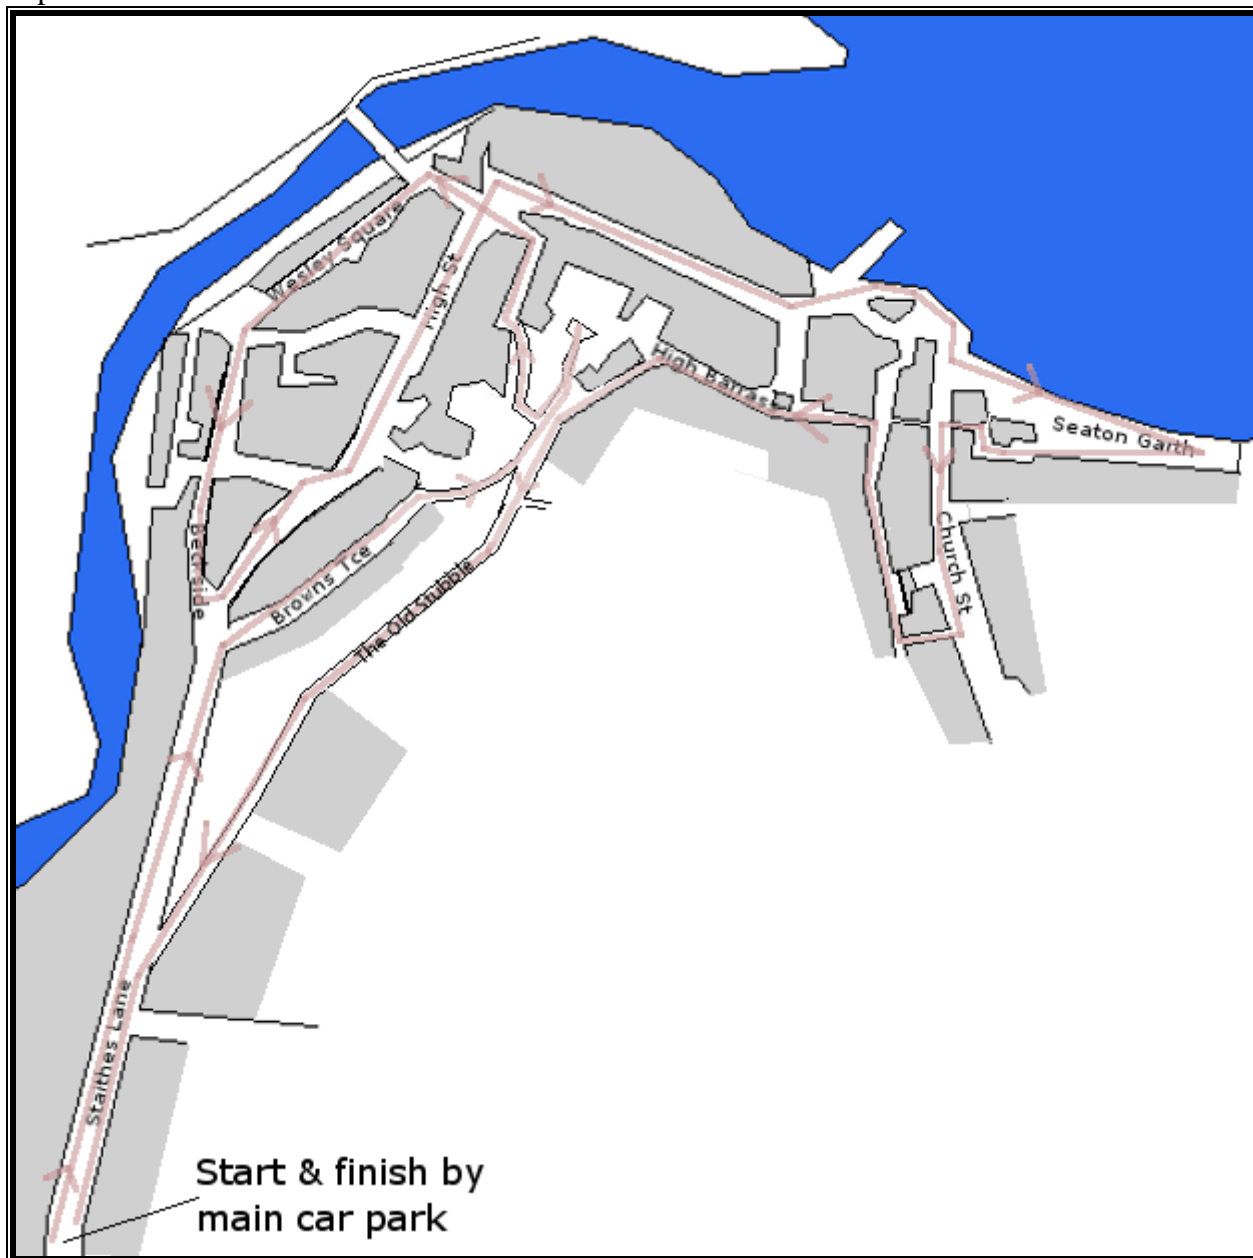 Wesley Square
High St
High Barrass
Seaton Garth
Church St
Beckside
Browns Tce
The Old Stubble
Staithes Lane
Start & finish by
main car park